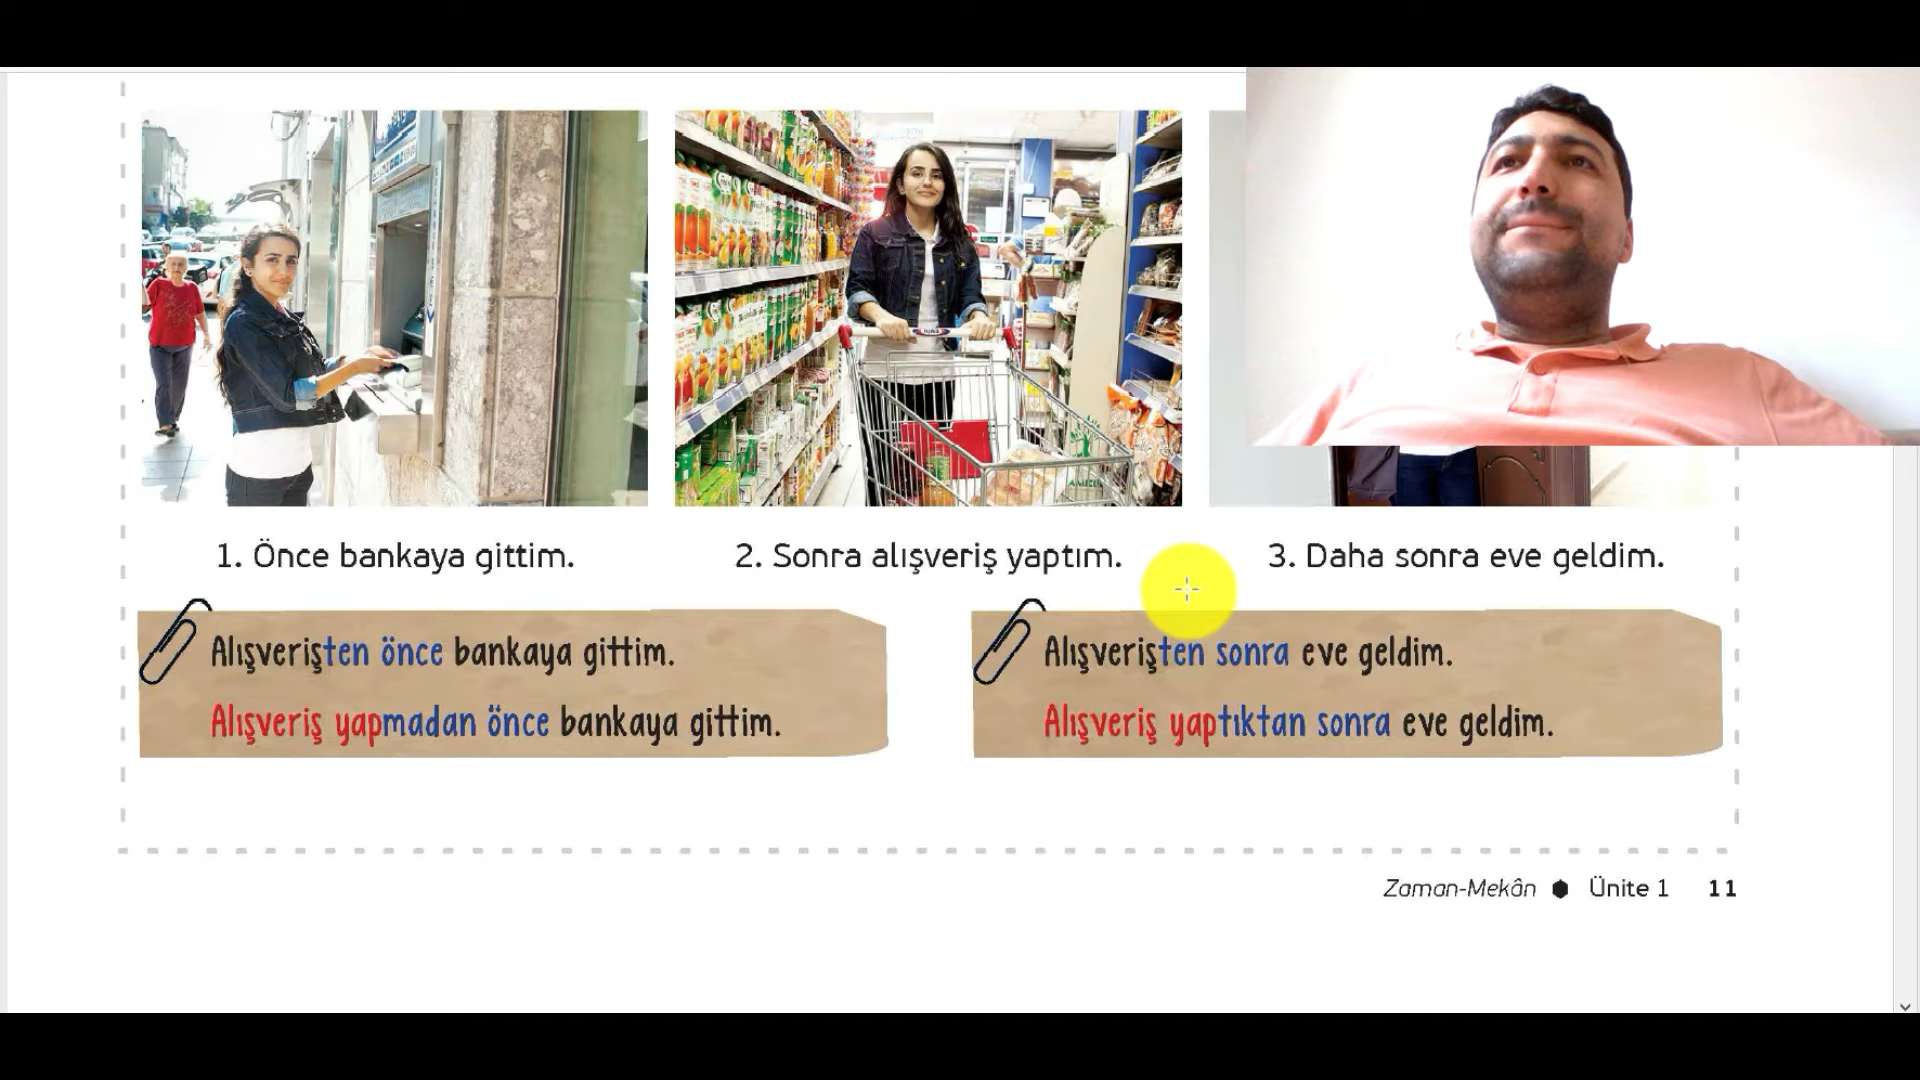 1. Önce bankaya gittim.
2. Sonra alışveriş yaptım.
3. Daha sonra eve geldim.
Alışverişten önce bankaya gittim.
Alışveriş yapmadan önce bankaya gittim.
Alışverişten sonra eve geldim.
Alışveriş yaptıktan sonra eve geldim.
Zaman-Mekân ⬢ Ünite 1 11